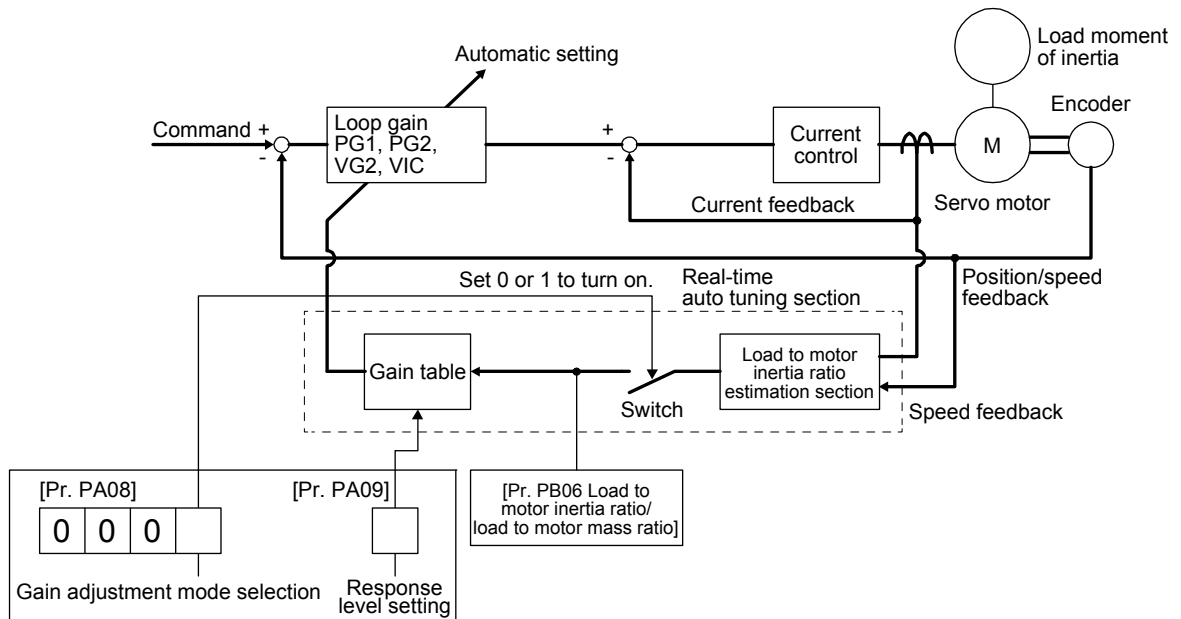 Load moment
of inertia
Automatic setting
Encoder
Command
+
-
Loop gain
PG1, PG2,
VG2, VIC
+
-
Current
control
M
Current feedback
Servo motor
Set 0 or 1 to turn on.
Real-time
auto tuning section
Position/speed
feedback
Gain table
Switch
Load to motor
inertia ratio
estimation section
Speed feedback
[Pr. PA08]
0 0 0
Gain adjustment mode selection
[Pr. PA09]
Response
level setting
[Pr. PB06 Load to
motor inertia ratio/
load to motor mass ratio]